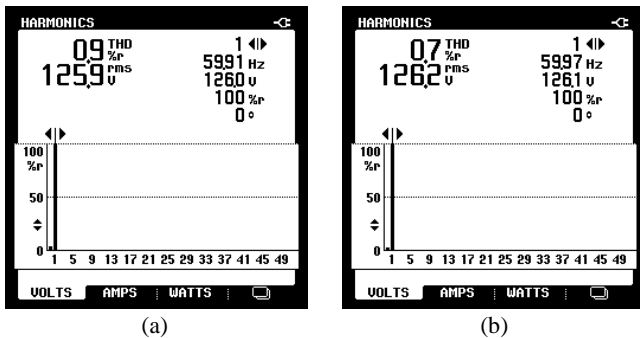 HARMONICS
0.9 THD %r
125.9 rms V
1
59.91 Hz
126.0 V
100 %r
0 °
100
%r
50
0
1 5 9 13 17 21 25 29 33 37 41 45 49
VOLTS AMPS WATTS
(a)
HARMONICS
0.7 THD %r
126.2 rms V
1
59.97 Hz
126.1 V
100 %r
0 °
100
%r
50
0
1 5 9 13 17 21 25 29 33 37 41 45 49
VOLTS AMPS WATTS
(b)